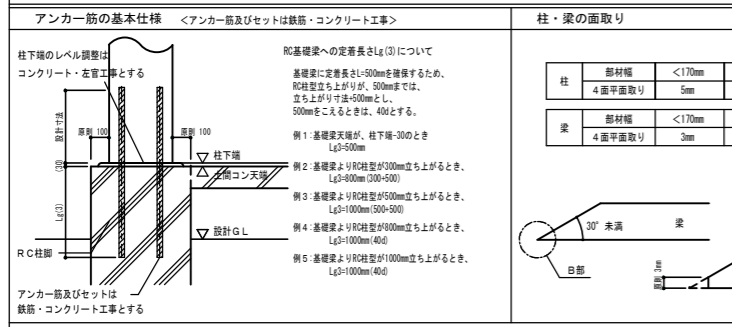 アンカー筋の基本仕様 <アンカー筋及びセットは鉄筋・コンクリート工事>
柱下端のレベル調整は
コンクリート・左官工事とする
設計寸法
原則 100
原則 100
(30)
Lg(3)
柱下端
土間コン天端
設計GL
RC柱脚
アンカー筋及びセットは
鉄筋・コンクリート工事とする
RC基礎梁への定着長さLg(3)について
基礎梁に定着長さL=500mmを確保するため、
RC柱型立ち上がりが、500mmまでは、
立ち上がり寸法+500mmとし、
500mmをこえるときは、40dとする。
例1:基礎梁天端が、柱下端-30のとき
Lg3=500mm
例2:基礎梁よりRC柱型が300mm立ち上がるとき、
Lg3=800mm(300+500)
例3:基礎梁よりRC柱型が500mm立ち上がるとき、
Lg3=1000mm(500+500)
例4:基礎梁よりRC柱型が800mm立ち上がるとき、
Lg3=1000mm(40d)
例5:基礎梁よりRC柱型が1000mm立ち上がるとき、
Lg3=1000mm(40d)
柱・梁の面取り
柱 部材幅 <170mm
4面平面取り 5mm
梁 部材幅 <170mm
4面平面取り 3mm
30° 未満 梁
B部
原則 3mm